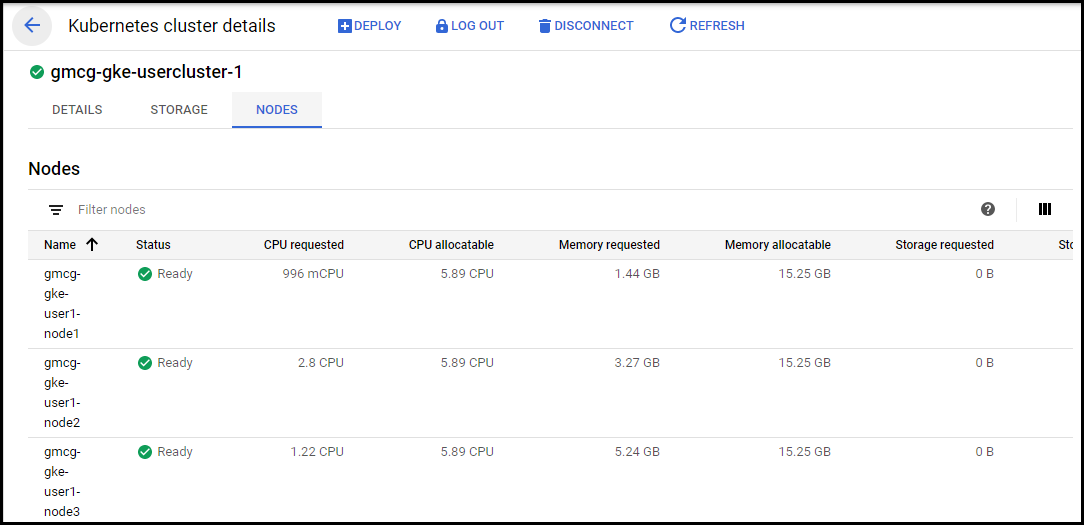 Kubernetes cluster details DEPLOY LOG OUT DISCONNECT REFRESH
gmcg-gke-usercluster-1
DETAILS STORAGE NODES
Nodes
Filter nodes
Name Status CPU requested CPU allocatable Memory requested Memory allocatable Storage requested Sto
gmcg- Ready 996 mCPU 5.89 CPU 1.44 GB 15.25 GB 0 B
gke-
user1-
node1
gmcg- Ready 2.8 CPU 5.89 CPU 3.27 GB 15.25 GB 0 B
gke-
user1-
node2
gmcg- Ready 1.22 CPU 5.89 CPU 5.24 GB 15.25 GB 0 B
gke-
user1-
node3